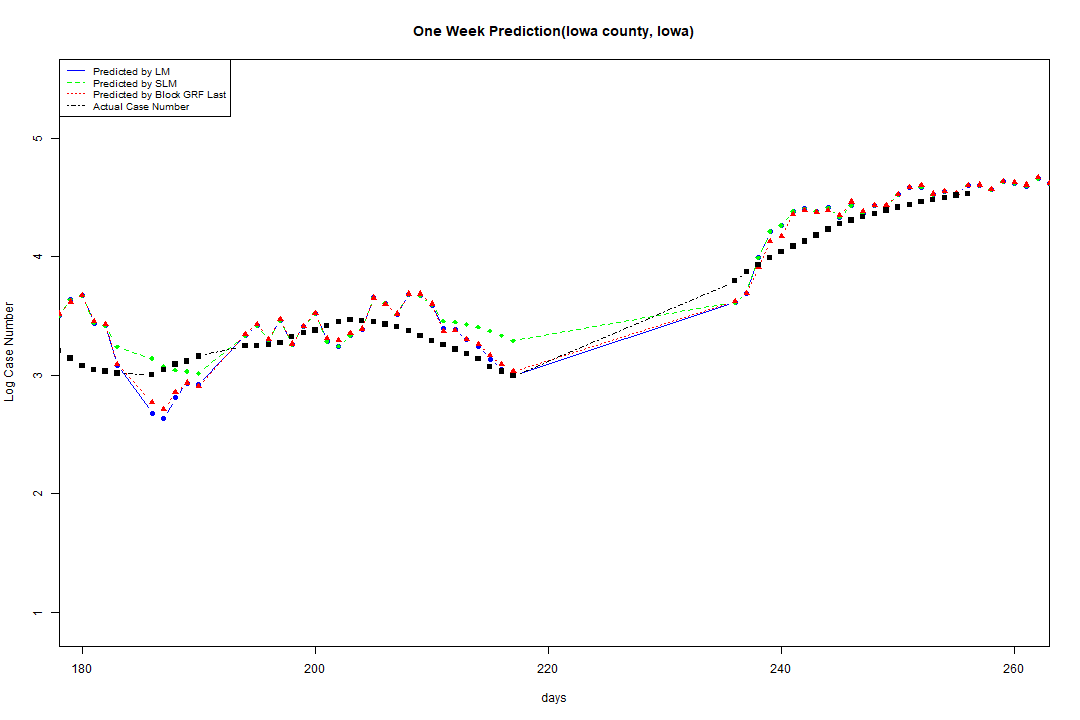 One Week Prediction(Iowa county, Iowa)
Predicted by LM
Predicted by SLM
Predicted by Block GRF Last
Actual Case Number
5
4
3
2
1
Log Case Number
180 200 220 240 260
days